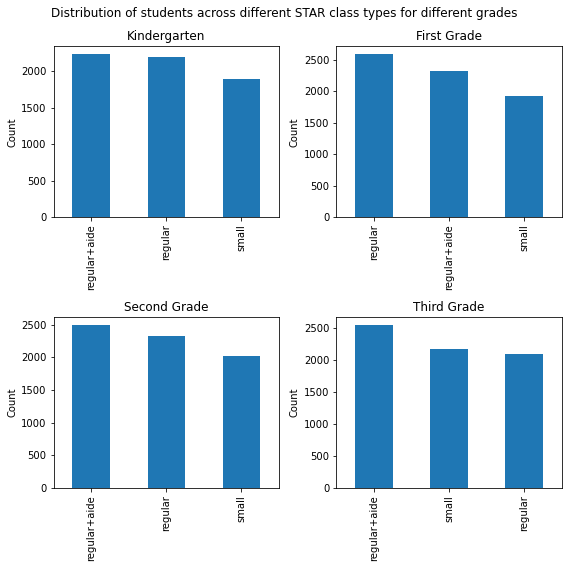 Distribution of students across different STAR class types for different grades
Kindergarten
Count
2000
1500
1000
500
0
regular+aide
regular
small
First Grade
Count
2500
2000
1500
1000
500
0
regular
regular+aide
small
Second Grade
Count
2500
2000
1500
1000
500
0
regular+aide
regular
small
Third Grade
Count
2500
2000
1500
1000
500
0
regular+aide
small
regular